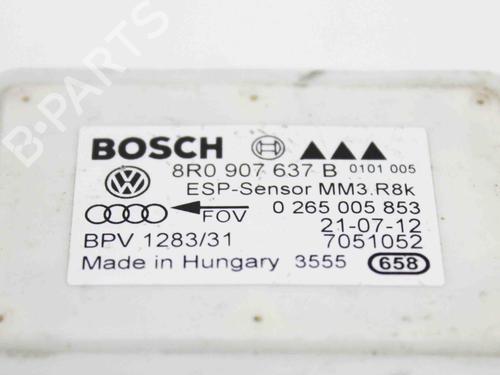 B-PARTS
BOSCH
8R0 907 637 B 0101 005
ESP-Sensor MM3.R8k
FOV 0 265 005 853
21-07-12
BPV 1283/31 7051052
Made in Hungary 3555 658